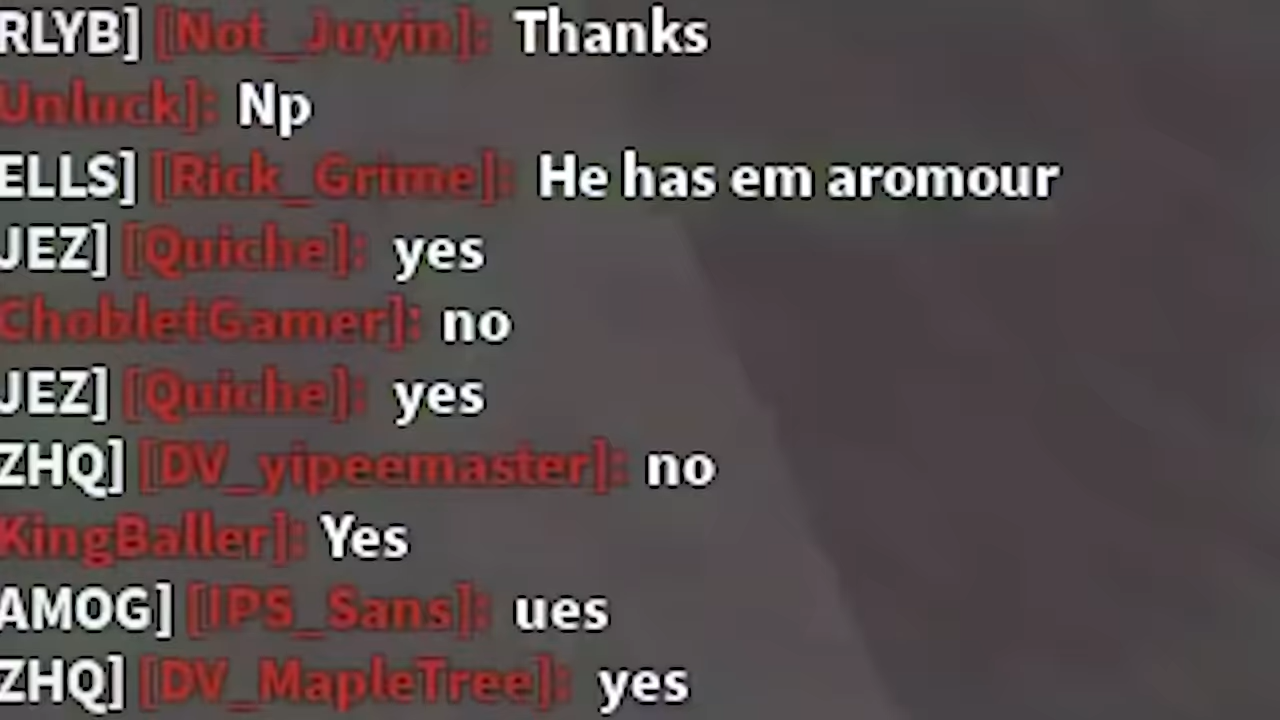 RLYB] [Not_Juyin]: Thanks
Unluck]: Np
ELLS] [Rick_Grime]: He has em aromour
JEZ] [Quiche]: yes
ChobletGamer]: no
JEZ] [Quiche]: yes
ZHQ] [DV_yipeemaster]: no
KingBaller]: Yes
AMOG] [IPS_Sans]: ues
ZHQ] [DV_MapleTree]: yes